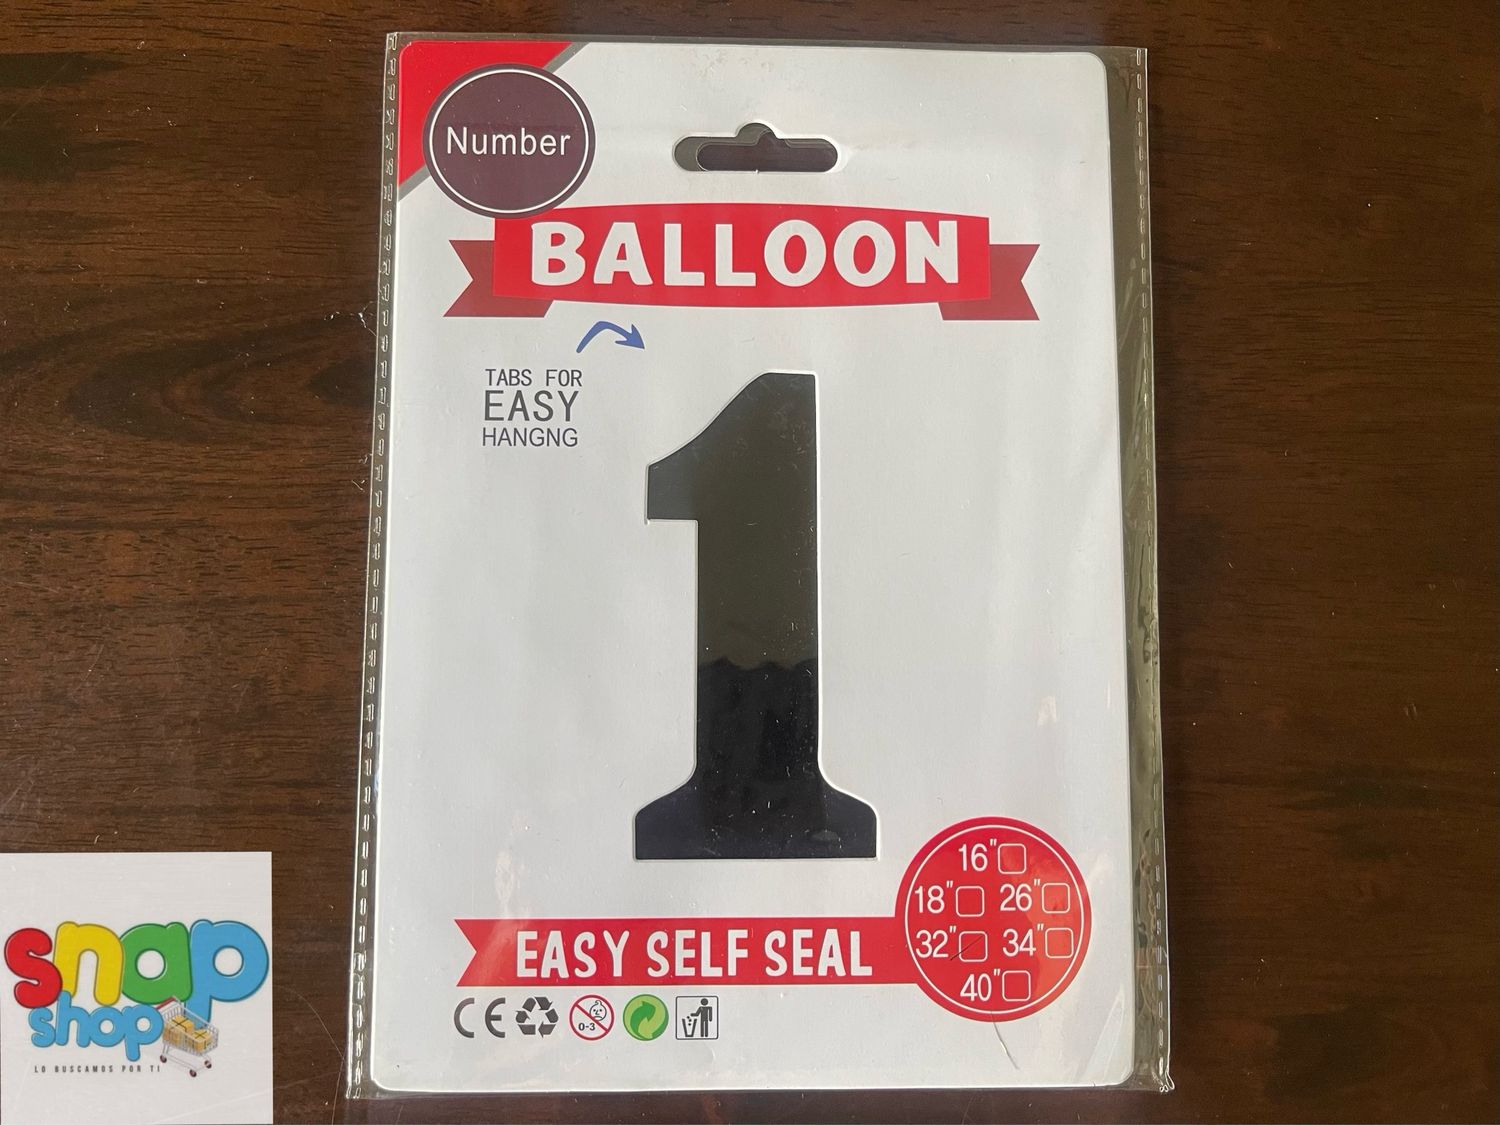 Number
BALLOON
TABS FOR
EASY
HANGNG
1
16"
18" 26"
32" 34"
40"
EASY SELF SEAL
CE
0-3
snap
shop
LO BUSCAMOS POR TI